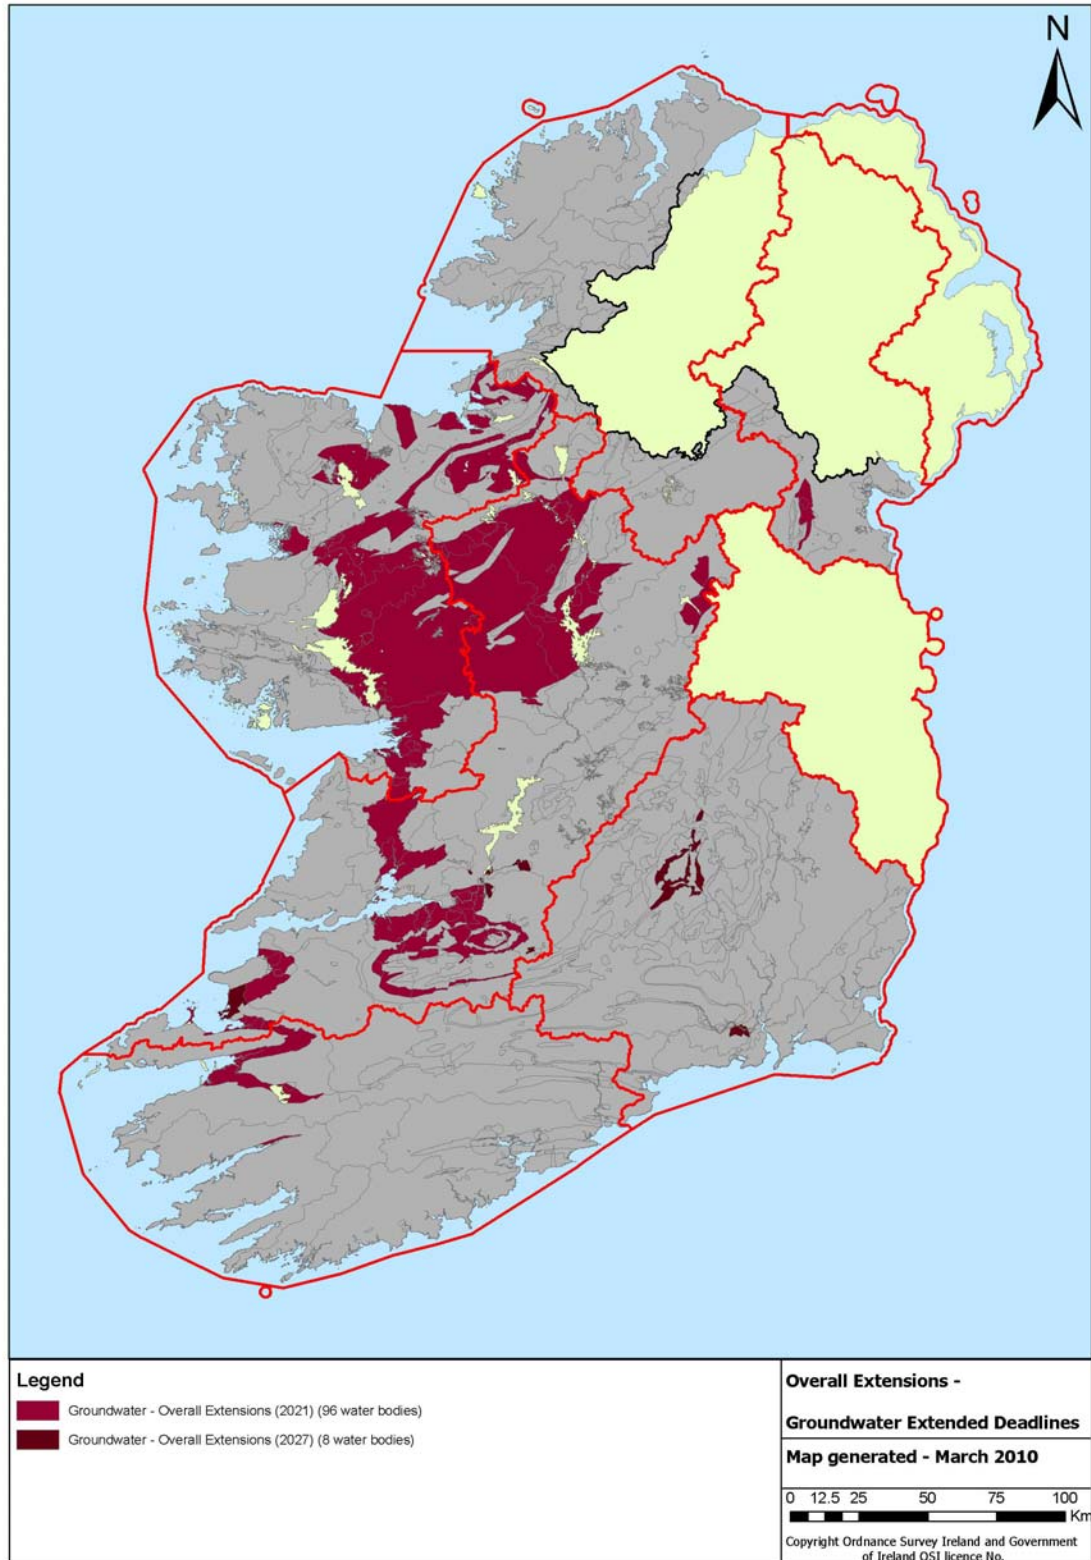 N
Legend
Groundwater - Overall Extensions (2021) (96 water bodies)
Groundwater - Overall Extensions (2027) (8 water bodies)
Overall Extensions -
Groundwater Extended Deadlines
Map generated - March 2010
0 12.5 25 50 75 100
Km
Copyright Ordnance Survey Ireland and Government
of Ireland OSI licence No.